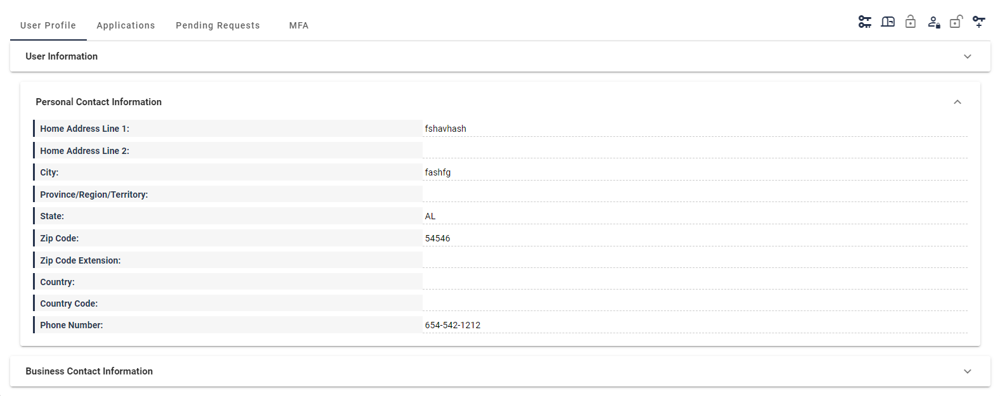 User Profile Applications Pending Requests MFA
User Information
Personal Contact Information
Home Address Line 1: fshavhash
Home Address Line 2:
City: fashfg
Province/Region/Territory:
State: AL
Zip Code: 54546
Zip Code Extension:
Country:
Country Code:
Phone Number: 654-542-1212
Business Contact Information